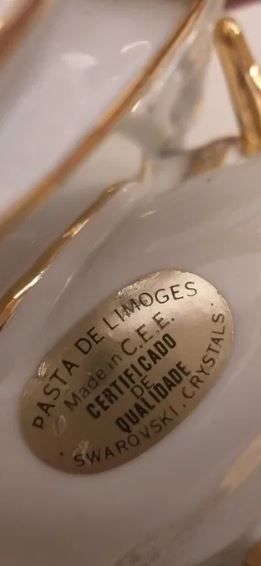 PASTA DE LIMOGES
Made in C.E.E.
CERTIFICADO
DE
QUALIDADE
· SWAROVSKI · CRYSTALS ·